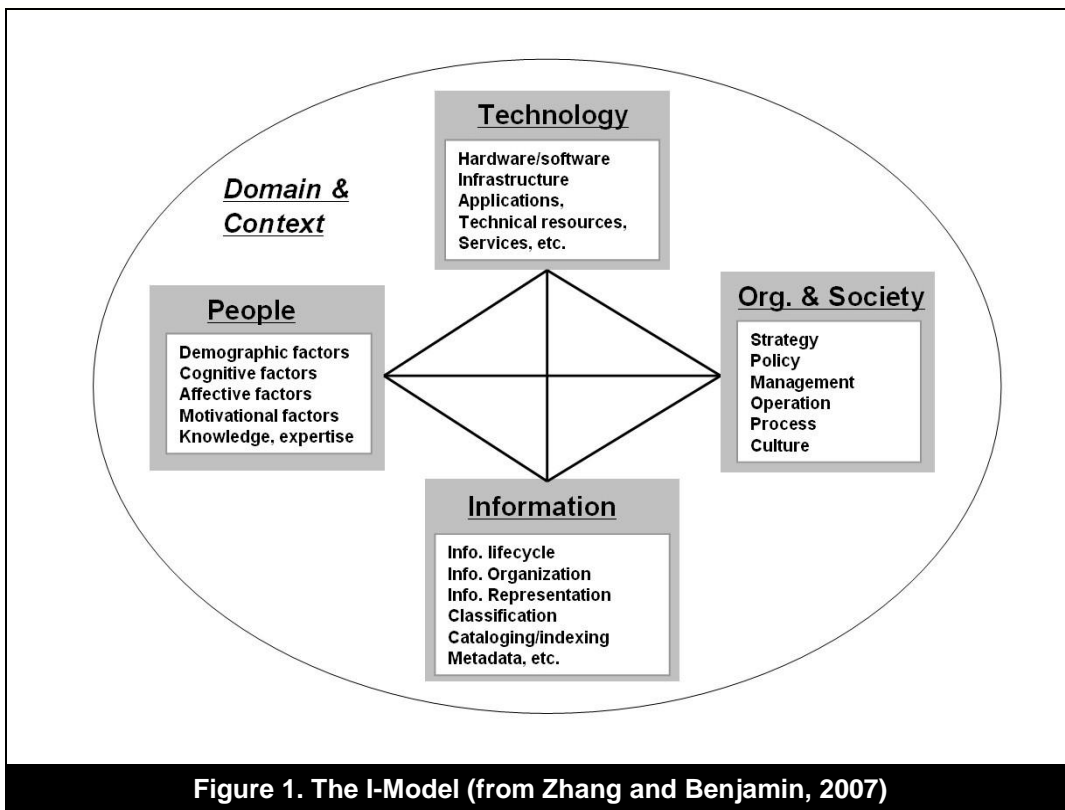 Technology
Hardware/software
Infrastructure
Applications,
Technical resources,
Services, etc.
Domain &
Context
People
Demographic factors
Cognitive factors
Affective factors
Motivational factors
Knowledge, expertise
Org. & Society
Strategy
Policy
Management
Operation
Process
Culture
Information
Info. lifecycle
Info. Organization
Info. Representation
Classification
Cataloging/indexing
Metadata, etc.
Figure 1. The I-Model (from Zhang and Benjamin, 2007)